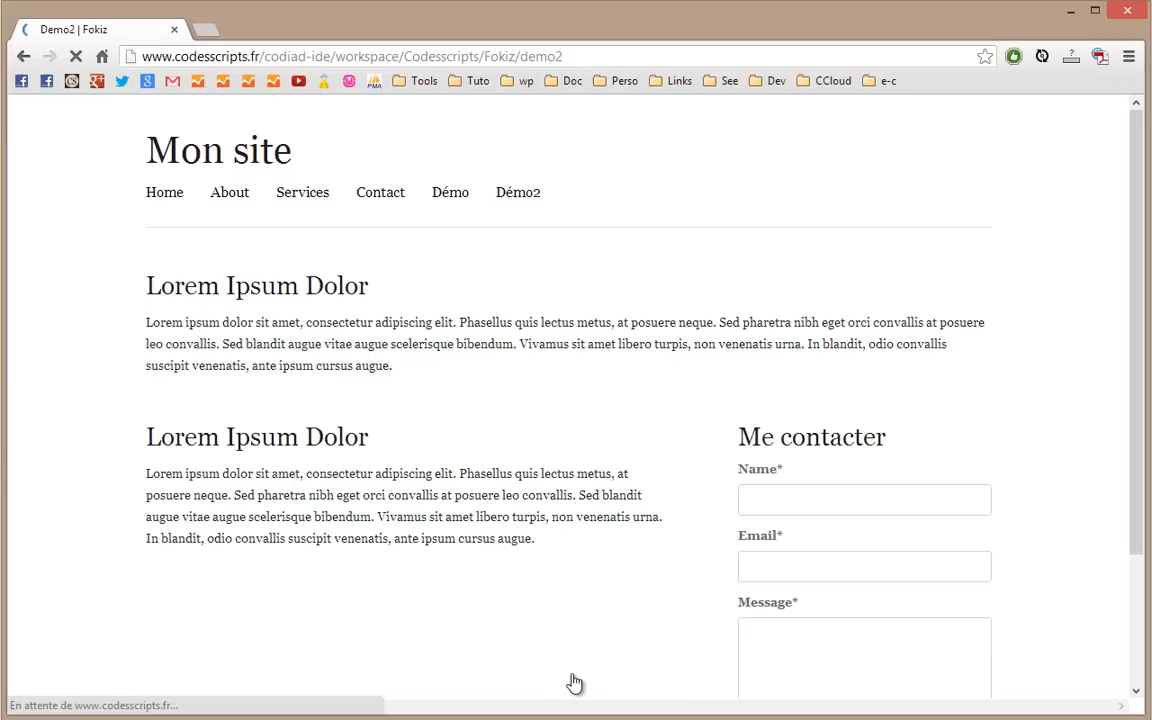 Demo2 | Fokiz
www.codesscripts.fr/codiad-ide/workspace/Codesscripts/Fokiz/demo2
Tools Tuto wp Doc Perso Links See Dev CCloud e-c
Mon site
Home About Services Contact Démo Démo2
Lorem Ipsum Dolor
Lorem ipsum dolor sit amet, consectetur adipiscing elit. Phasellus quis lectus metus, at posuere neque. Sed pharetra nibh eget orci convallis at posuere
leo convallis. Sed blandit augue vitae augue scelerisque bibendum. Vivamus sit amet libero turpis, non venenatis urna. In blandit, odio convallis
suscipit venenatis, ante ipsum cursus augue.
Lorem Ipsum Dolor
Lorem ipsum dolor sit amet, consectetur adipiscing elit. Phasellus quis lectus metus, at
posuere neque. Sed pharetra nibh eget orci convallis at posuere leo convallis. Sed blandit
augue vitae augue scelerisque bibendum. Vivamus sit amet libero turpis, non venenatis urna.
In blandit, odio convallis suscipit venenatis, ante ipsum cursus augue.
Me contacter
Name*
Email*
Message*
En attente de www.codesscripts.fr...